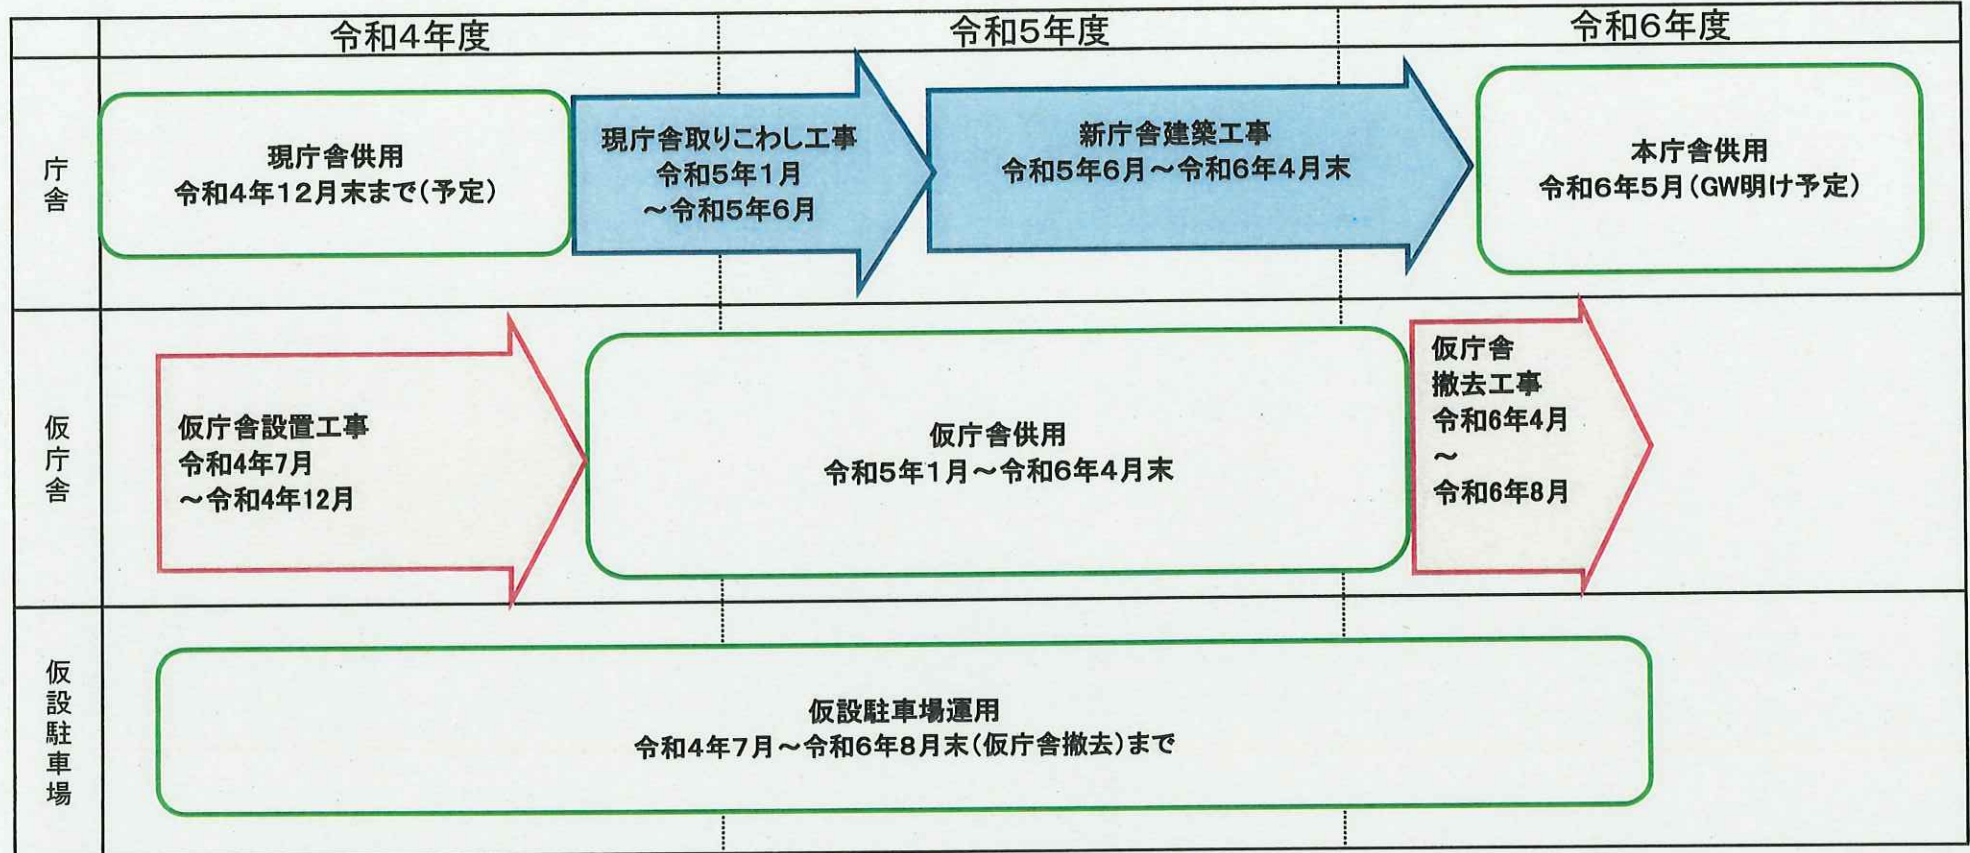 令和4年度
令和5年度
令和6年度
庁舎
現庁舎供用
令和4年12月末まで(予定)
現庁舎取りこわし工事
令和5年1月
～令和5年6月
新庁舎建築工事
令和5年6月～令和6年4月末
本庁舎供用
令和6年5月(GW明け予定)
仮庁舎
仮庁舎設置工事
令和4年7月
～令和4年12月
仮庁舎供用
令和5年1月～令和6年4月末
仮庁舎
撤去工事
令和6年4月
～
令和6年8月
仮設駐車場
仮設駐車場運用
令和4年7月～令和6年8月末(仮庁舎撤去)まで